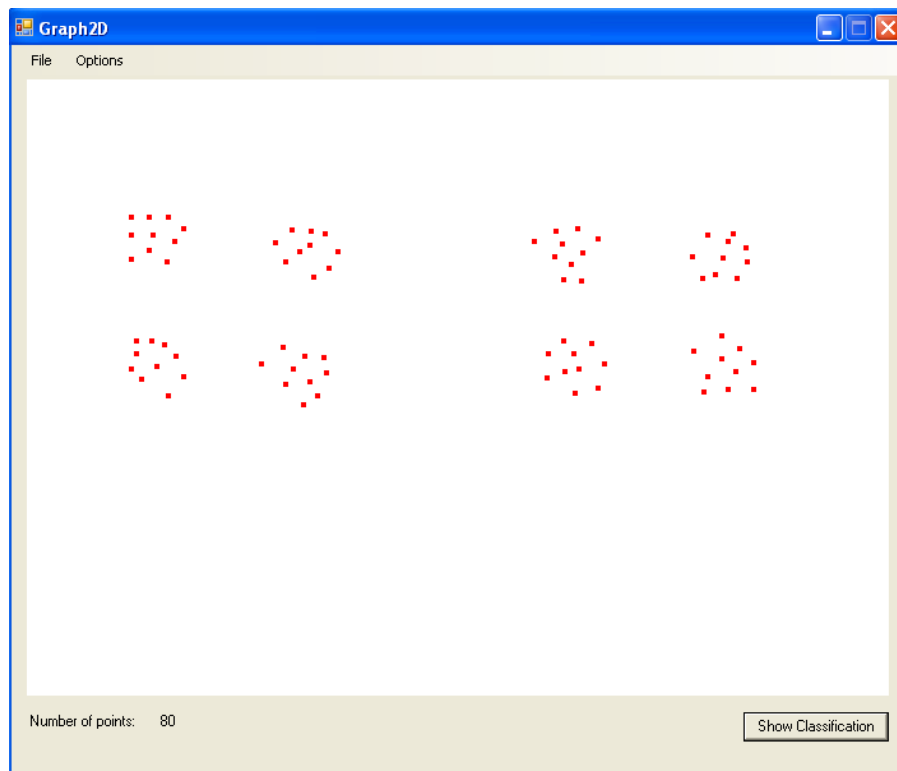 Graph2D
File Options
Number of points: 80
Show Classification